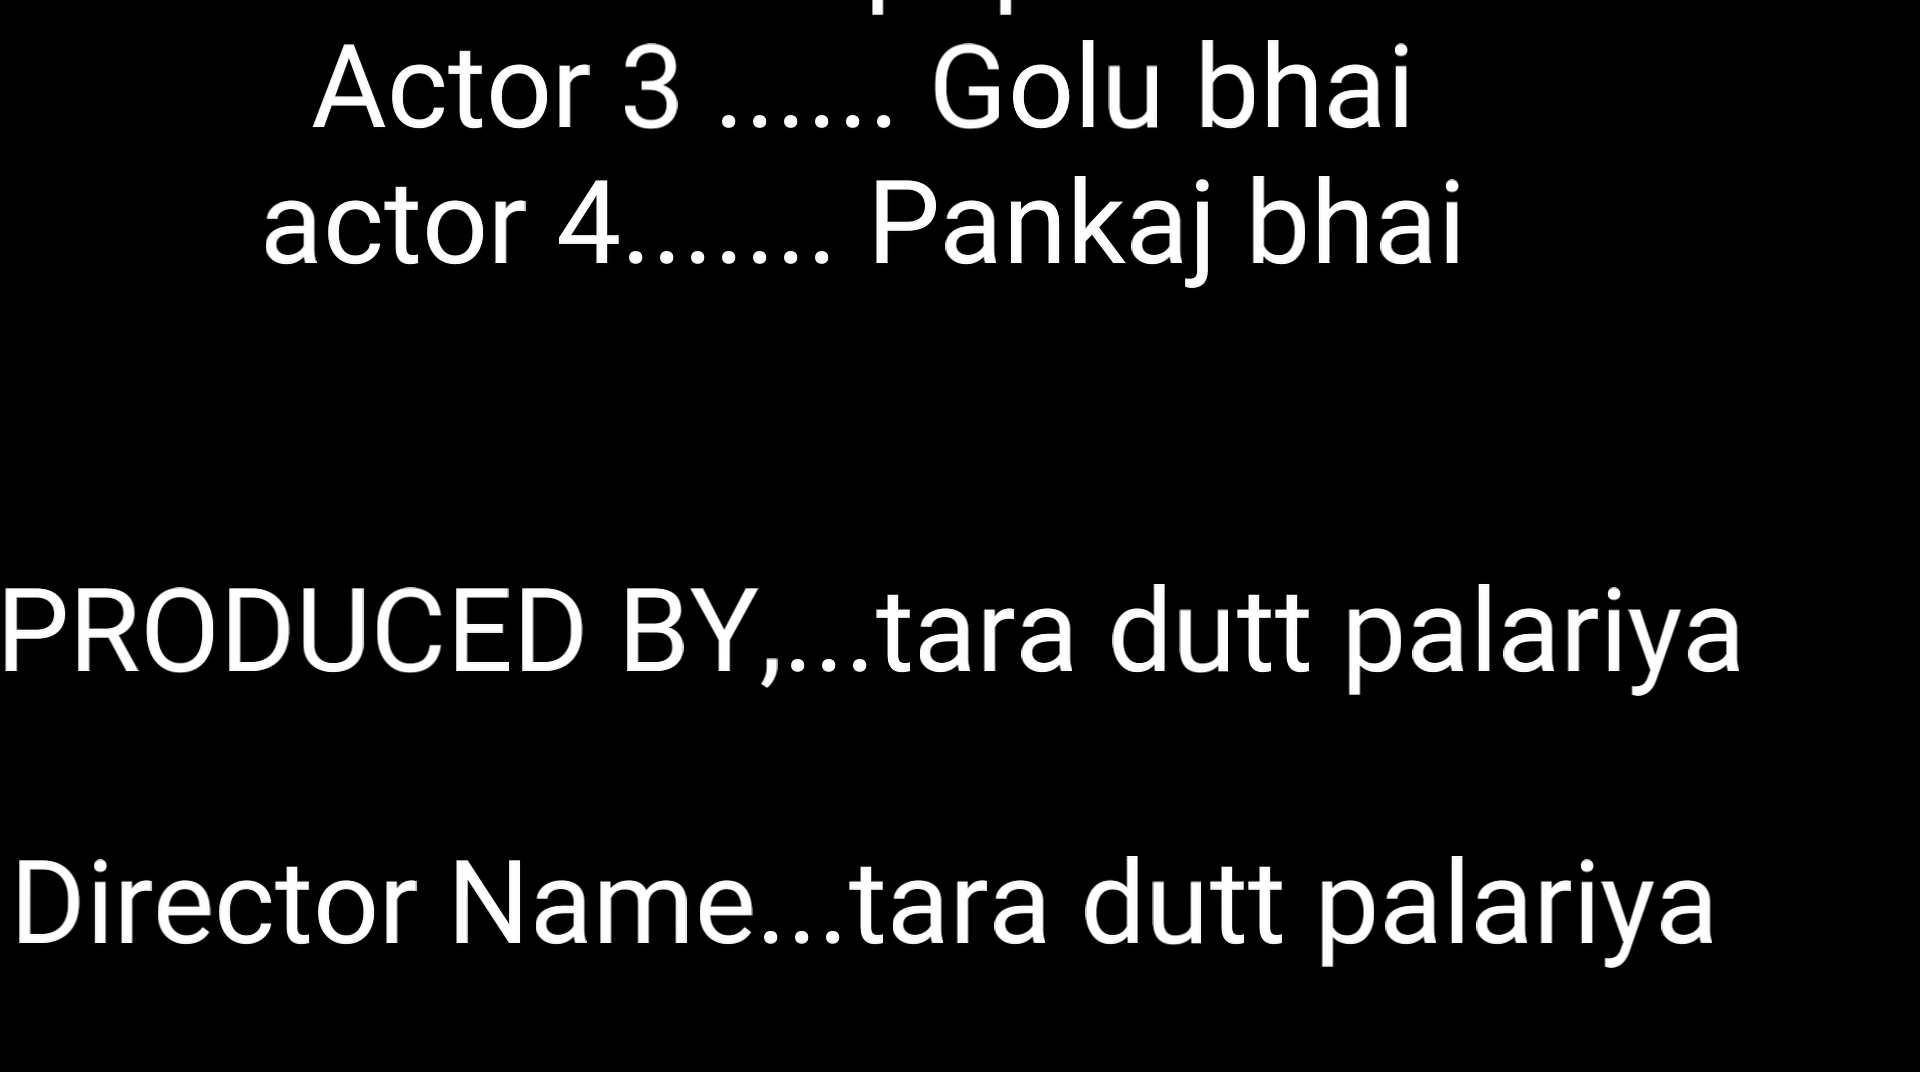 Actor 3 ...... Golu bhai
actor 4....... Pankaj bhai
PRODUCED BY,...tara dutt palariya
Director Name...tara dutt palariya